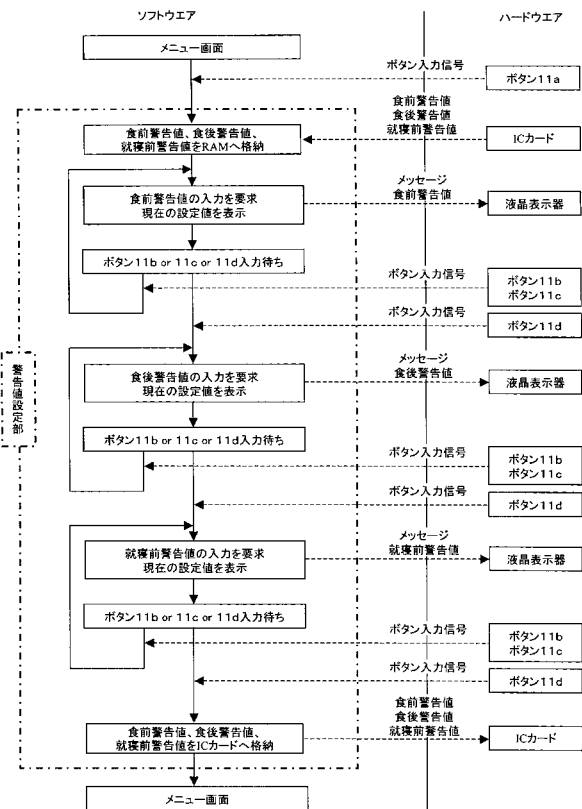 ソフトウエア
ハードウエア
メニュー画面
ボタン入力信号
ボタン11a
食前警告値
食後警告値
就寝前警告値
食前警告値、食後警告値、
就寝前警告値をRAMへ格納
ICカード
メッセージ
食前警告値
食前警告値の入力を要求
現在の設定値を表示
液晶表示器
ボタン11b or 11c or 11d入力待ち
ボタン入力信号
ボタン11b
ボタン11c
ボタン入力信号
ボタン11d
警告値設定部
メッセージ
食後警告値
食後警告値の入力を要求
現在の設定値を表示
液晶表示器
ボタン11b or 11c or 11d入力待ち
ボタン入力信号
ボタン11b
ボタン11c
ボタン入力信号
ボタン11d
メッセージ
就寝前警告値
就寝前警告値の入力を要求
現在の設定値を表示
液晶表示器
ボタン11b or 11c or 11d入力待ち
ボタン入力信号
ボタン11b
ボタン11c
ボタン入力信号
ボタン11d
食前警告値
食後警告値
就寝前警告値
食前警告値、食後警告値、
就寝前警告値をICカードへ格納
ICカード
メニュー画面